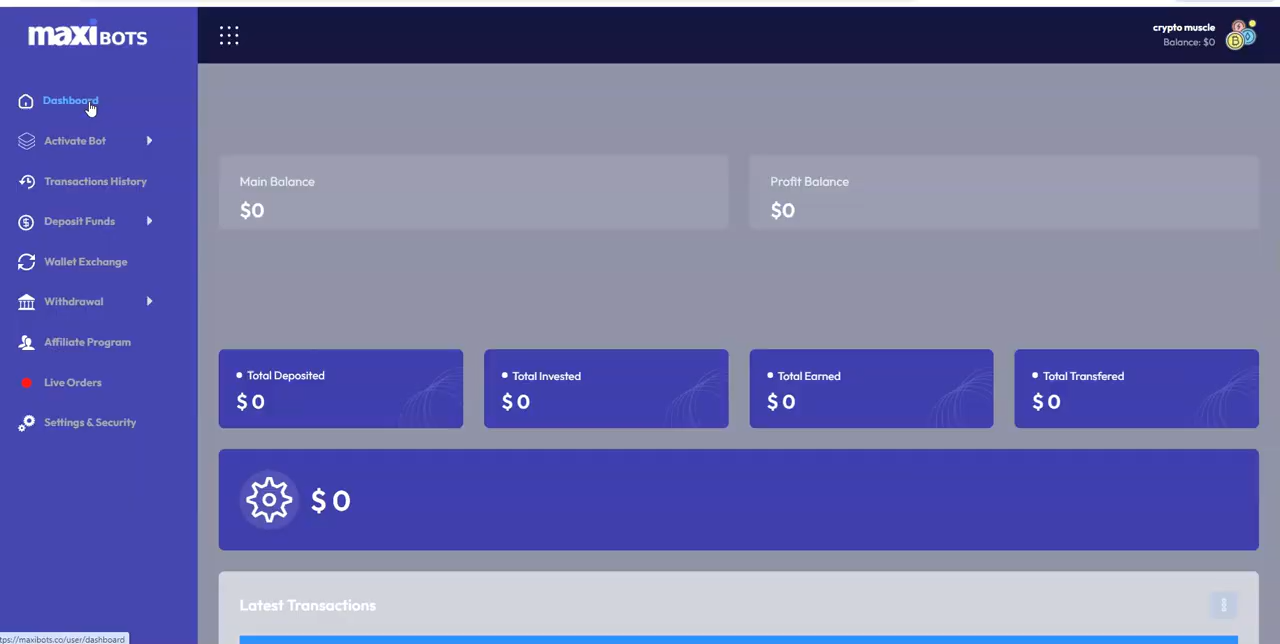 maxiBOTS
crypto muscle
Balance: $0
Dashboard
Activate Bot
Transactions History
Deposit Funds
Wallet Exchange
Withdrawal
Affiliate Program
Live Orders
Settings & Security
Main Balance
$0
Profit Balance
$0
Total Deposited
$ 0
Total Invested
$ 0
Total Earned
$ 0
Total Transfered
$ 0
$ 0
Latest Transactions
tps://maxibots.co/user/dashboard